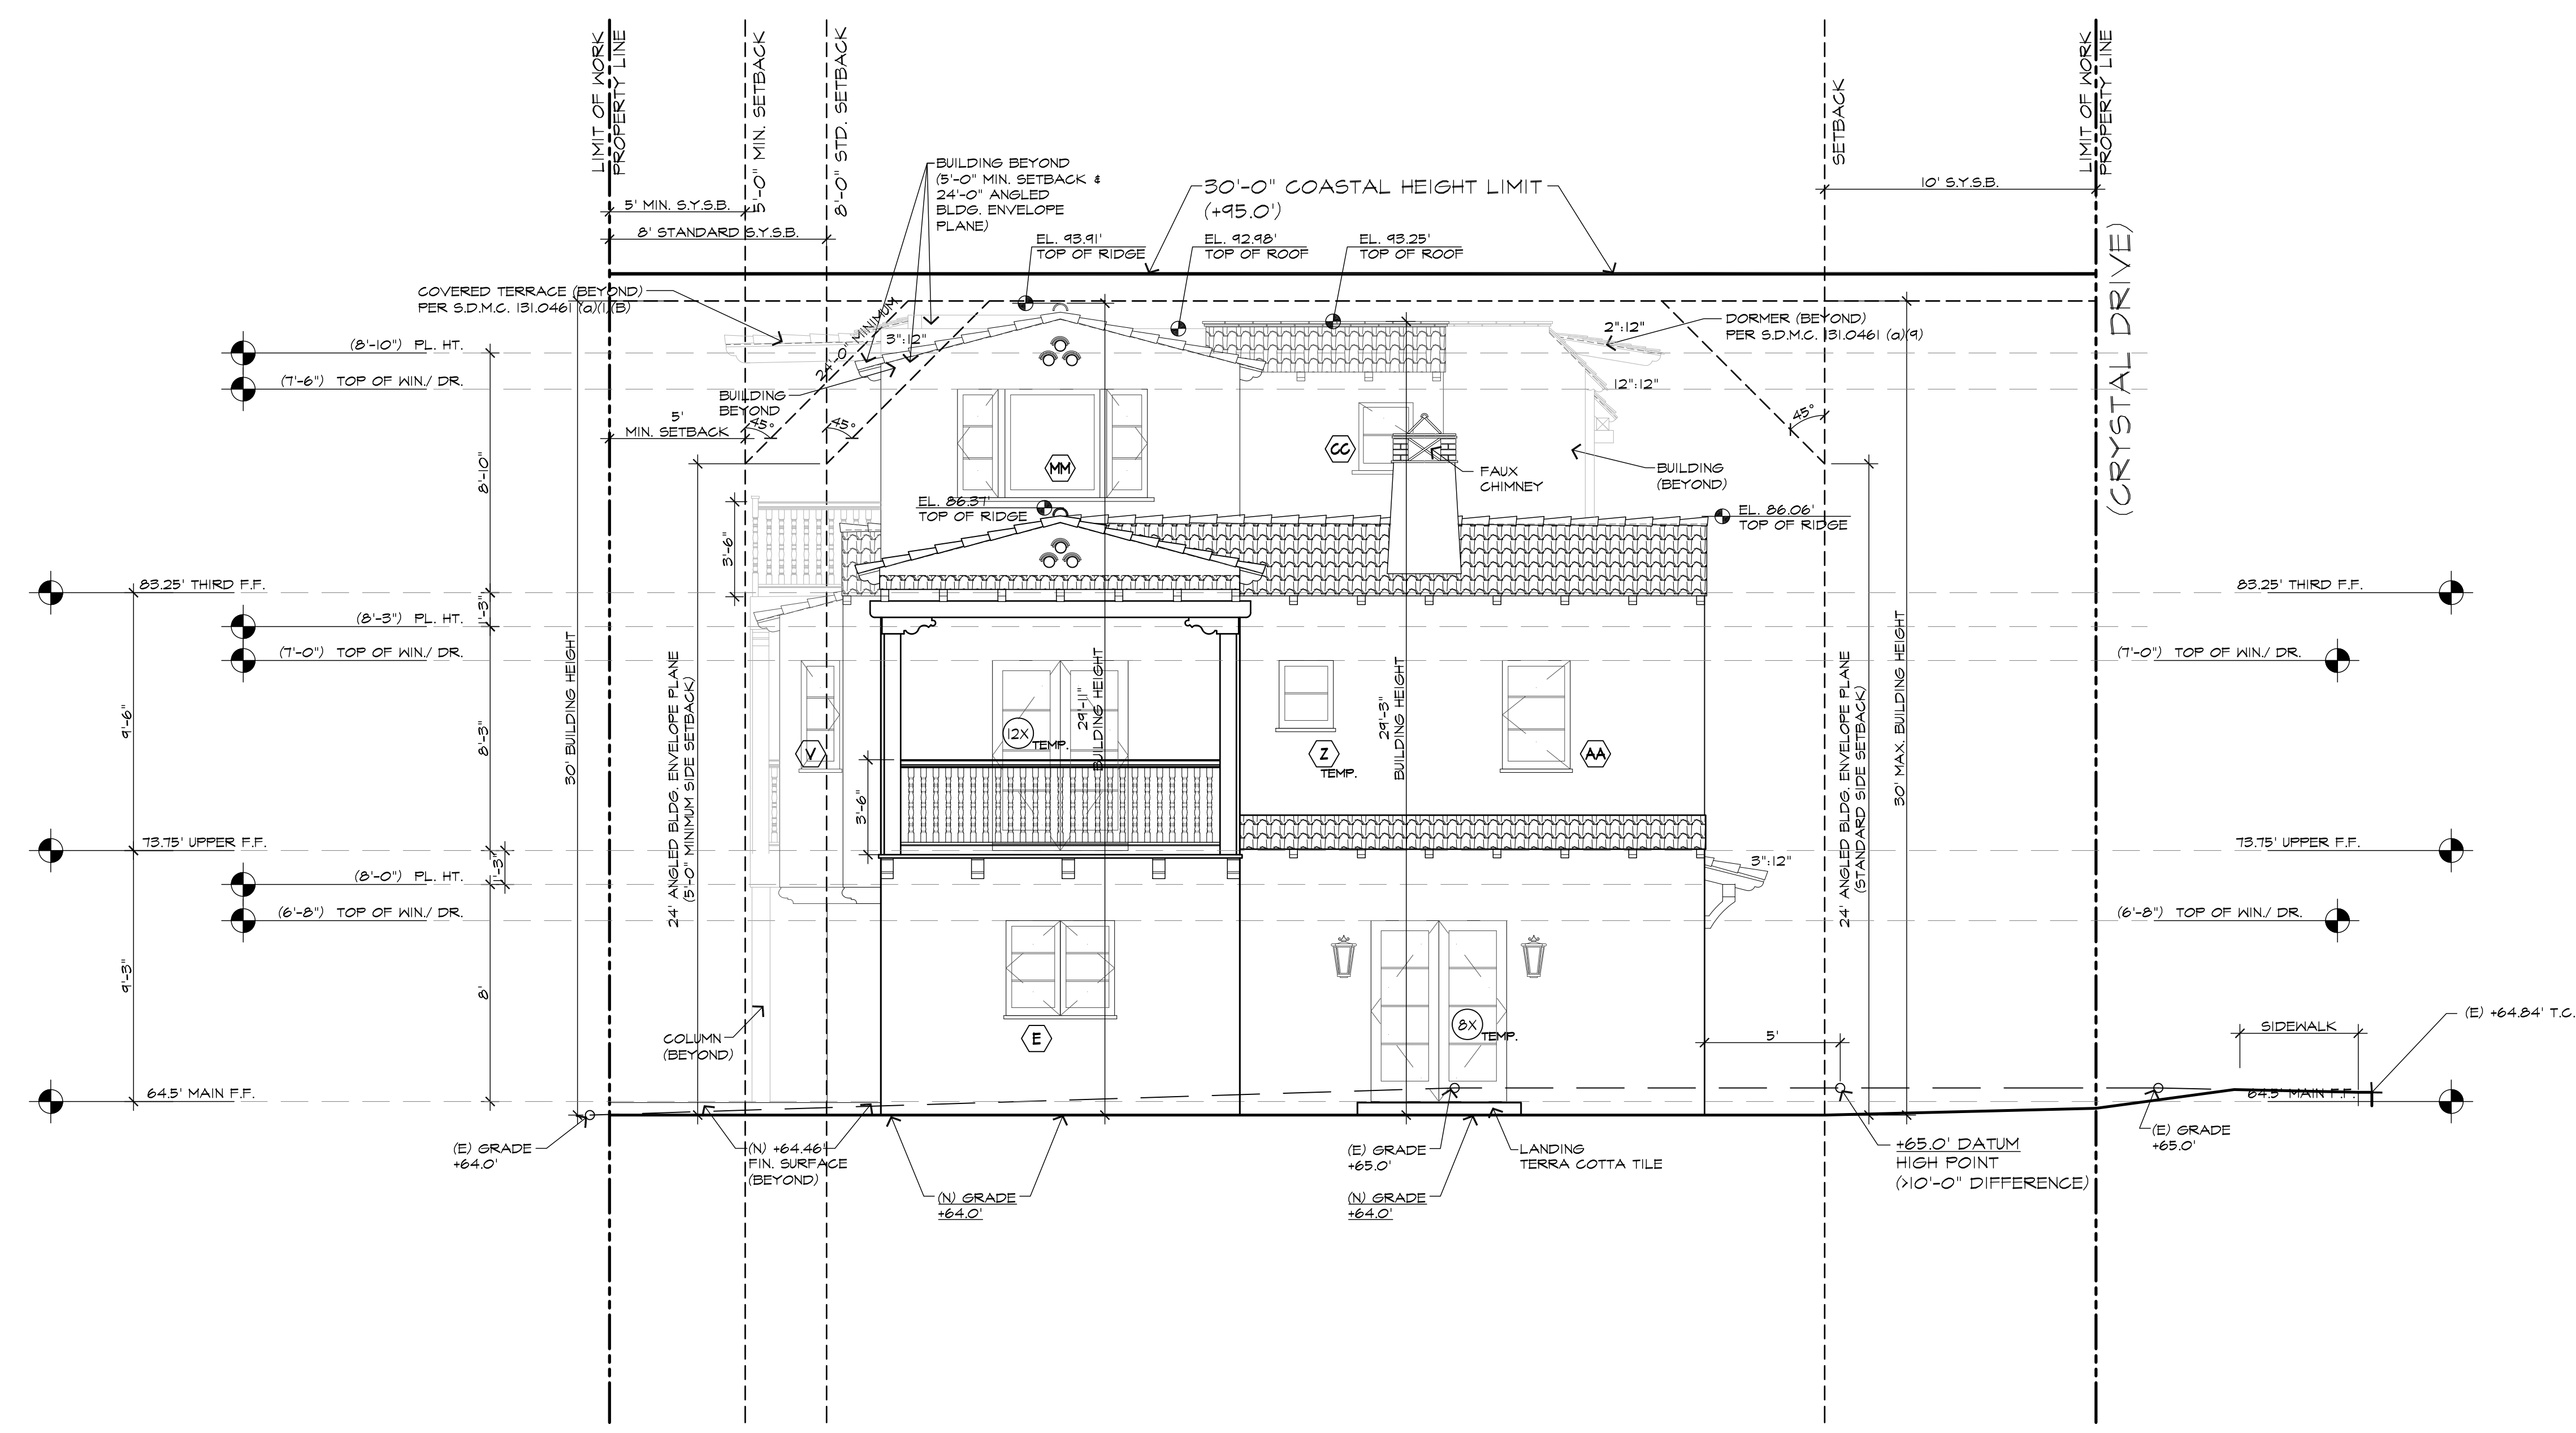 LIMIT OF WORK
PROPERTY LINE
5'-0" MIN. SETBACK
8'-0" STD. SETBACK
SETBACK
LIMIT OF WORK
PROPERTY LINE
(CRYSTAL DRIVE)
5' MIN. S.Y.S.B.
8' STANDARD S.Y.S.B.
10' S.Y.S.B.
BUILDING BEYOND
(5'-0" MIN. SETBACK &
24'-0" ANGLED
BLDG. ENVELOPE
PLANE)
30'-0" COASTAL HEIGHT LIMIT
(+95.0')
EL. 93.91'
TOP OF RIDGE
EL. 92.98'
TOP OF ROOF
EL. 93.25'
TOP OF ROOF
COVERED TERRACE (BEYOND)
PER S.D.M.C. 131.0461 (a)(1)(B)
24'-0" MINIMUM
3":12"
2":12"
DORMER (BEYOND)
PER S.D.M.C. 131.0461 (a)(9)
12":12"
(8'-10") PL. HT.
(7'-6") TOP OF WIN./ DR.
BUILDING
BEYOND
5'
MIN. SETBACK
45°
45°
45°
8'-10"
MM
CC
FAUX
CHIMNEY
BUILDING
(BEYOND)
EL. 86.37'
TOP OF RIDGE
EL. 86.06'
TOP OF RIDGE
3'-6"
83.25' THIRD F.F.
83.25' THIRD F.F.
1'-3"
(8'-3") PL. HT.
(7'-0") TOP OF WIN./ DR.
(7'-0") TOP OF WIN./ DR.
9'-6"
8'-3"
30' BUILDING HEIGHT
24' ANGLED BLDG. ENVELOPE PLANE
(5'-0" MINIMUM SIDE SETBACK)
V
12X
TEMP.
29'-11"
BUILDING HEIGHT
Z
TEMP.
29'-3"
BUILDING HEIGHT
AA
24' ANGLED BLDG. ENVELOPE PLANE
(STANDARD SIDE SETBACK)
30' MAX. BUILDING HEIGHT
3'-6"
73.75' UPPER F.F.
73.75' UPPER F.F.
1'-3"
3":12"
(8'-0") PL. HT.
(6'-8") TOP OF WIN./ DR.
(6'-8") TOP OF WIN./ DR.
9'-3"
8'
COLUMN
(BEYOND)
E
8X
TEMP.
5'
SIDEWALK
(E) +64.84' T.C.
64.5' MAIN F.F.
64.5' MAIN F.F.
(E) GRADE
+64.0'
(N) +64.46'
FIN. SURFACE
(BEYOND)
(N) GRADE
+64.0'
(E) GRADE
+65.0'
(N) GRADE
+64.0'
LANDING
TERRA COTTA TILE
+65.0' DATUM
HIGH POINT
(>10'-0" DIFFERENCE)
(E) GRADE
+65.0'